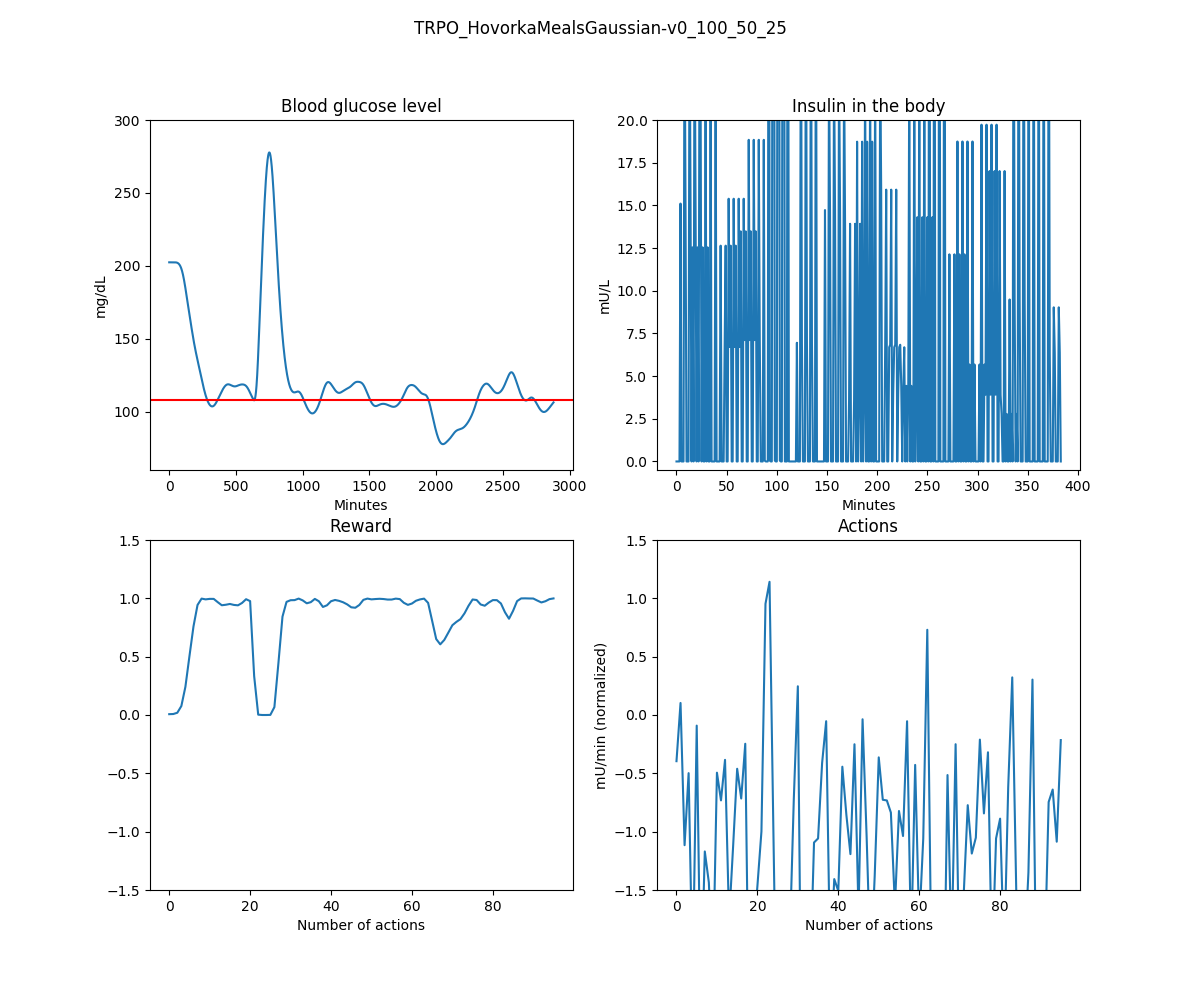 TRPO_HovorkaMealsGaussian-v0_100_50_25
Blood glucose level
300
250
200
150
100
mg/dL
0 500 1000 1500 2000 2500 3000
Minutes
Insulin in the body
20.0
17.5
15.0
12.5
10.0
7.5
5.0
2.5
0.0
mU/L
0 50 100 150 200 250 300 350 400
Minutes
Reward
1.5
1.0
0.5
0.0
−0.5
−1.0
−1.5
0 20 40 60 80
Number of actions
Actions
1.5
1.0
0.5
0.0
−0.5
−1.0
−1.5
mU/min (normalized)
0 20 40 60 80
Number of actions